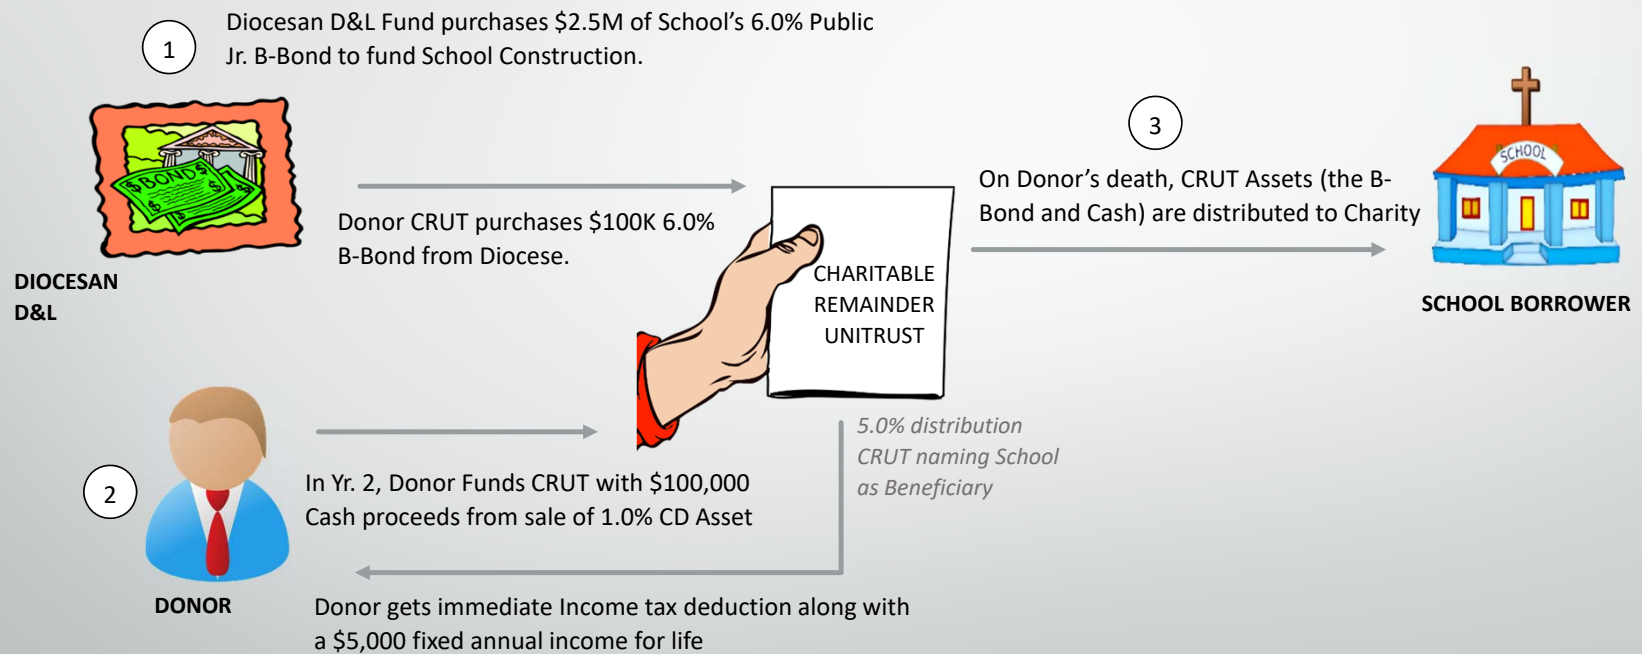 1
Diocesan D&L Fund purchases $2.5M of School's 6.0% Public
Jr. B-Bond to fund School Construction.
$BOND$
DIOCESAN
D&L
Donor CRUT purchases $100K 6.0%
B-Bond from Diocese.
CHARITABLE
REMAINDER
UNITRUST
3
On Donor's death, CRUT Assets (the B-
Bond and Cash) are distributed to Charity
SCHOOL
SCHOOL BORROWER
2
DONOR
In Yr. 2, Donor Funds CRUT with $100,000
Cash proceeds from sale of 1.0% CD Asset
5.0% distribution
CRUT naming School
as Beneficiary
Donor gets immediate Income tax deduction along with
a $5,000 fixed annual income for life